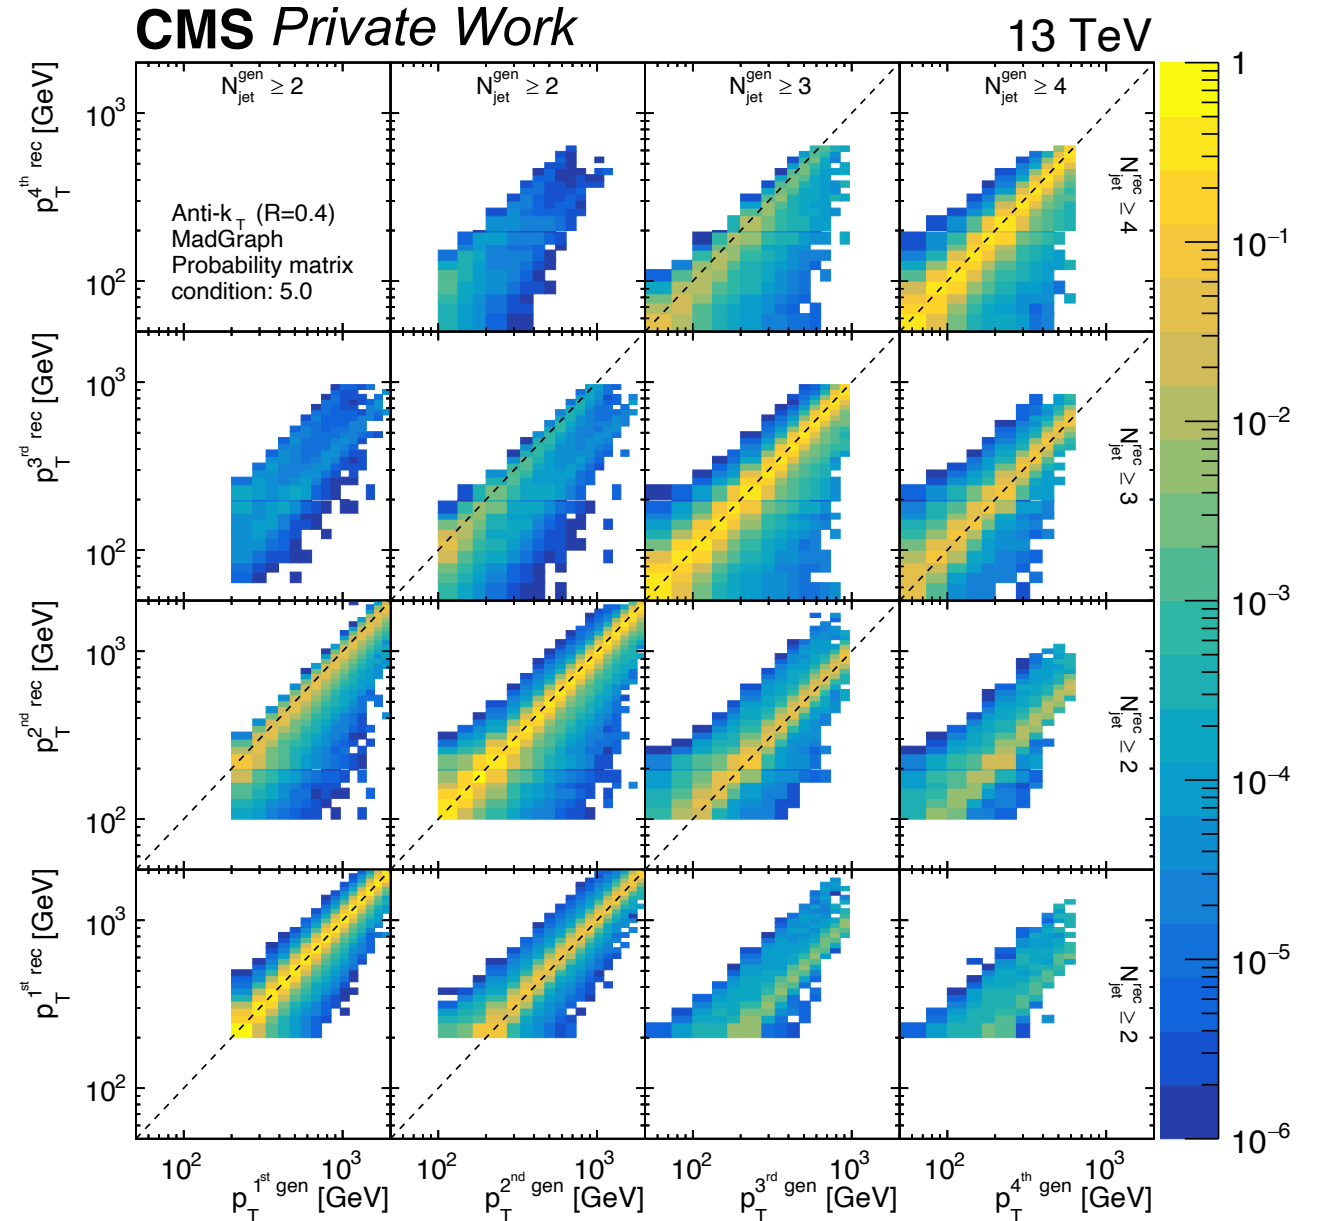 CMS Private Work 13 TeV
N_jet^gen ≥ 2 N_jet^gen ≥ 2 N_jet^gen ≥ 3 N_jet^gen ≥ 4
1
p_T^4th rec [GeV]
10^3
10^2
Anti-k_T (R=0.4)
MadGraph
Probability matrix
condition: 5.0
N_jet^rec ≥ 4
10^-1
p_T^3rd rec [GeV]
10^3
10^2
N_jet^rec ≥ 3
10^-2
10^-3
p_T^2nd rec [GeV]
10^3
10^2
N_jet^rec ≥ 2
10^-4
p_T^1st rec [GeV]
10^3
10^2
N_jet^rec ≥ 2
10^-5
10^-6
10^2 10^3 10^2 10^3 10^2 10^3 10^2 10^3
p_T^1st gen [GeV] p_T^2nd gen [GeV] p_T^3rd gen [GeV] p_T^4th gen [GeV]